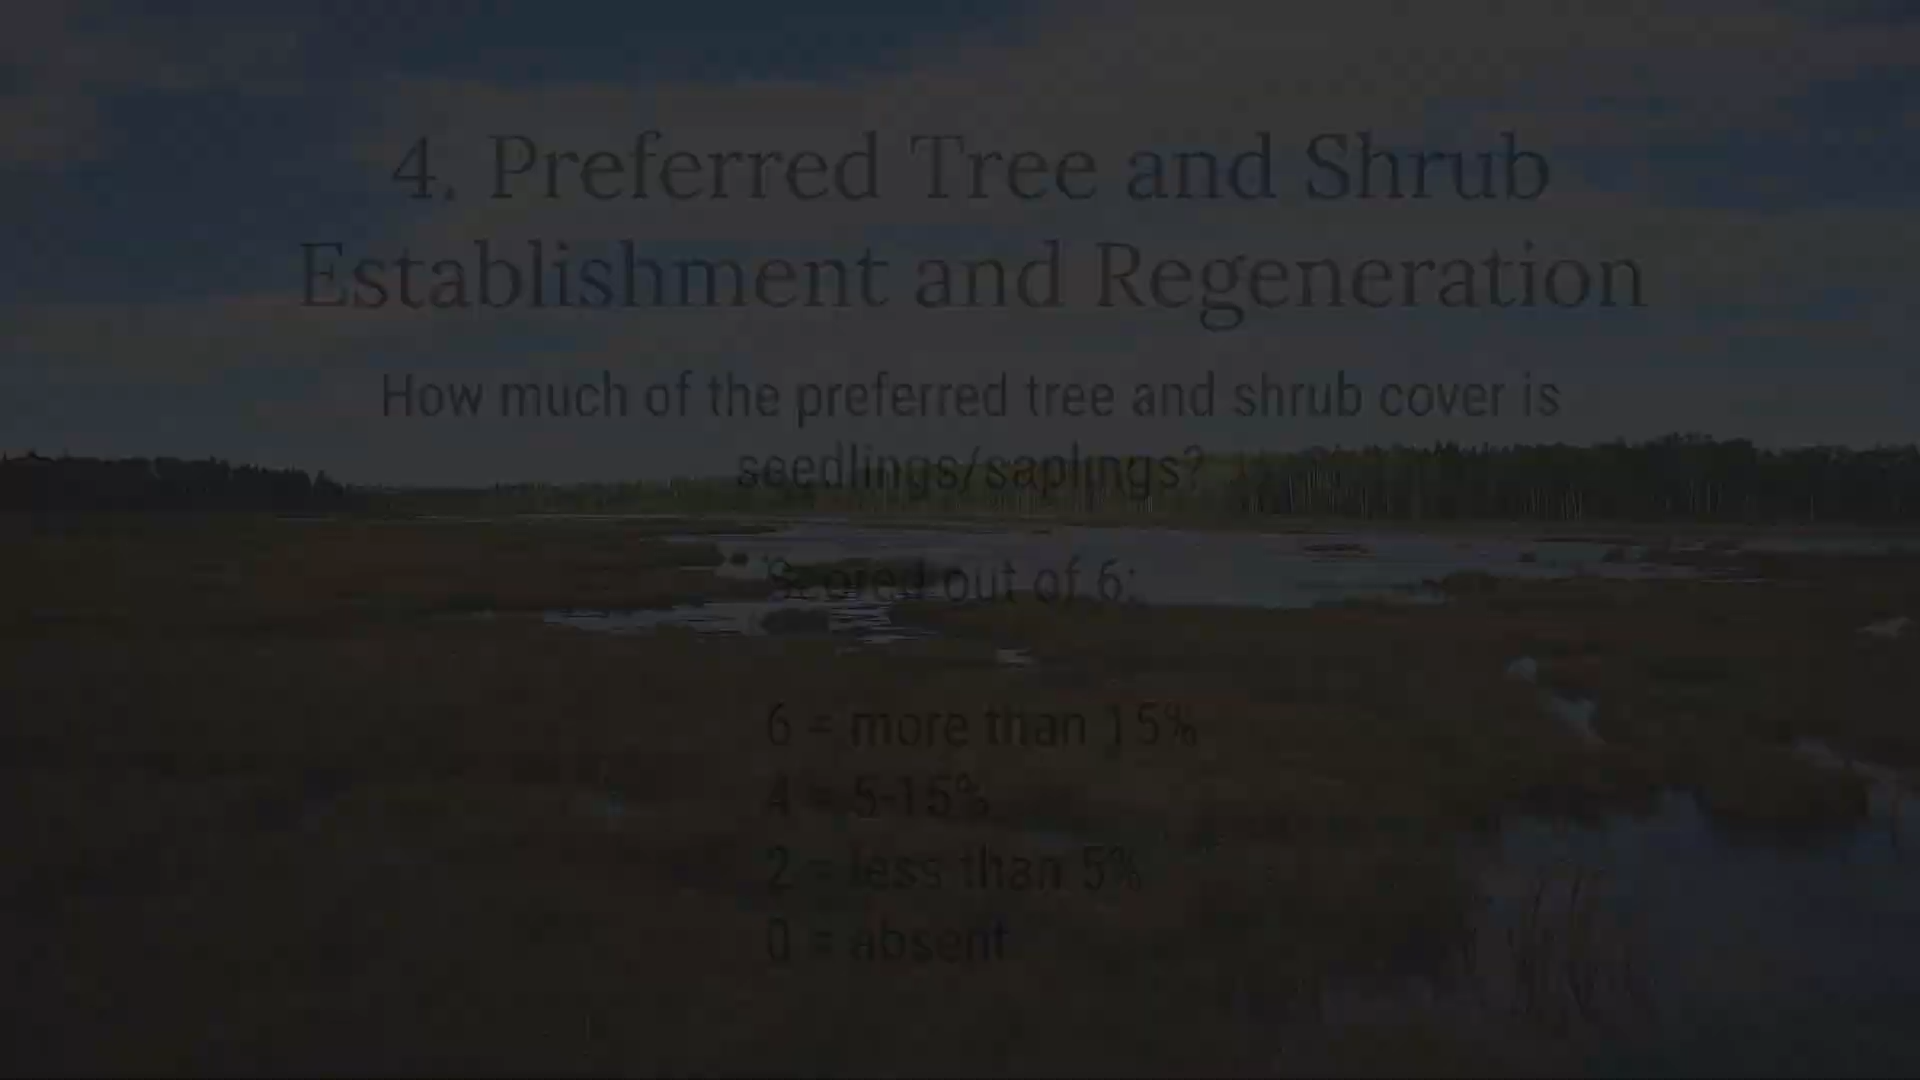 4. Preferred Tree and Shrub
Establishment and Regeneration
How much of the preferred tree and shrub cover is
seedlings/saplings?
Scored out of 6:
6 = more than 15%
4 = 5-15%
2 = less than 5%
0 = absent